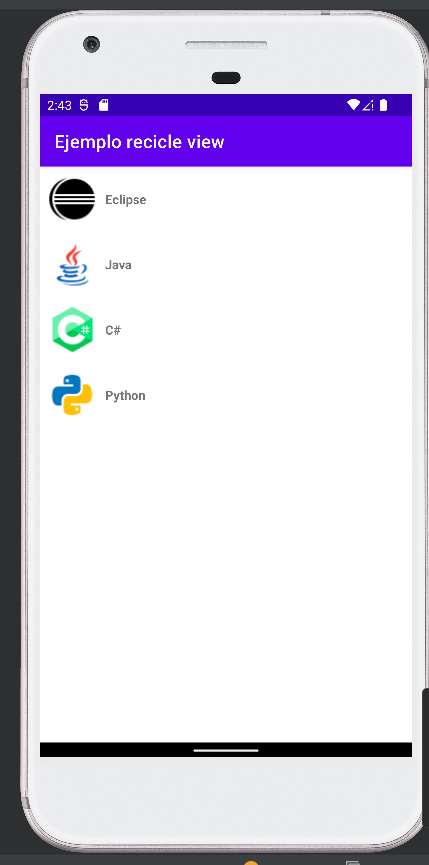 2:43
Ejemplo recicle view
Eclipse
Java
C#
Python